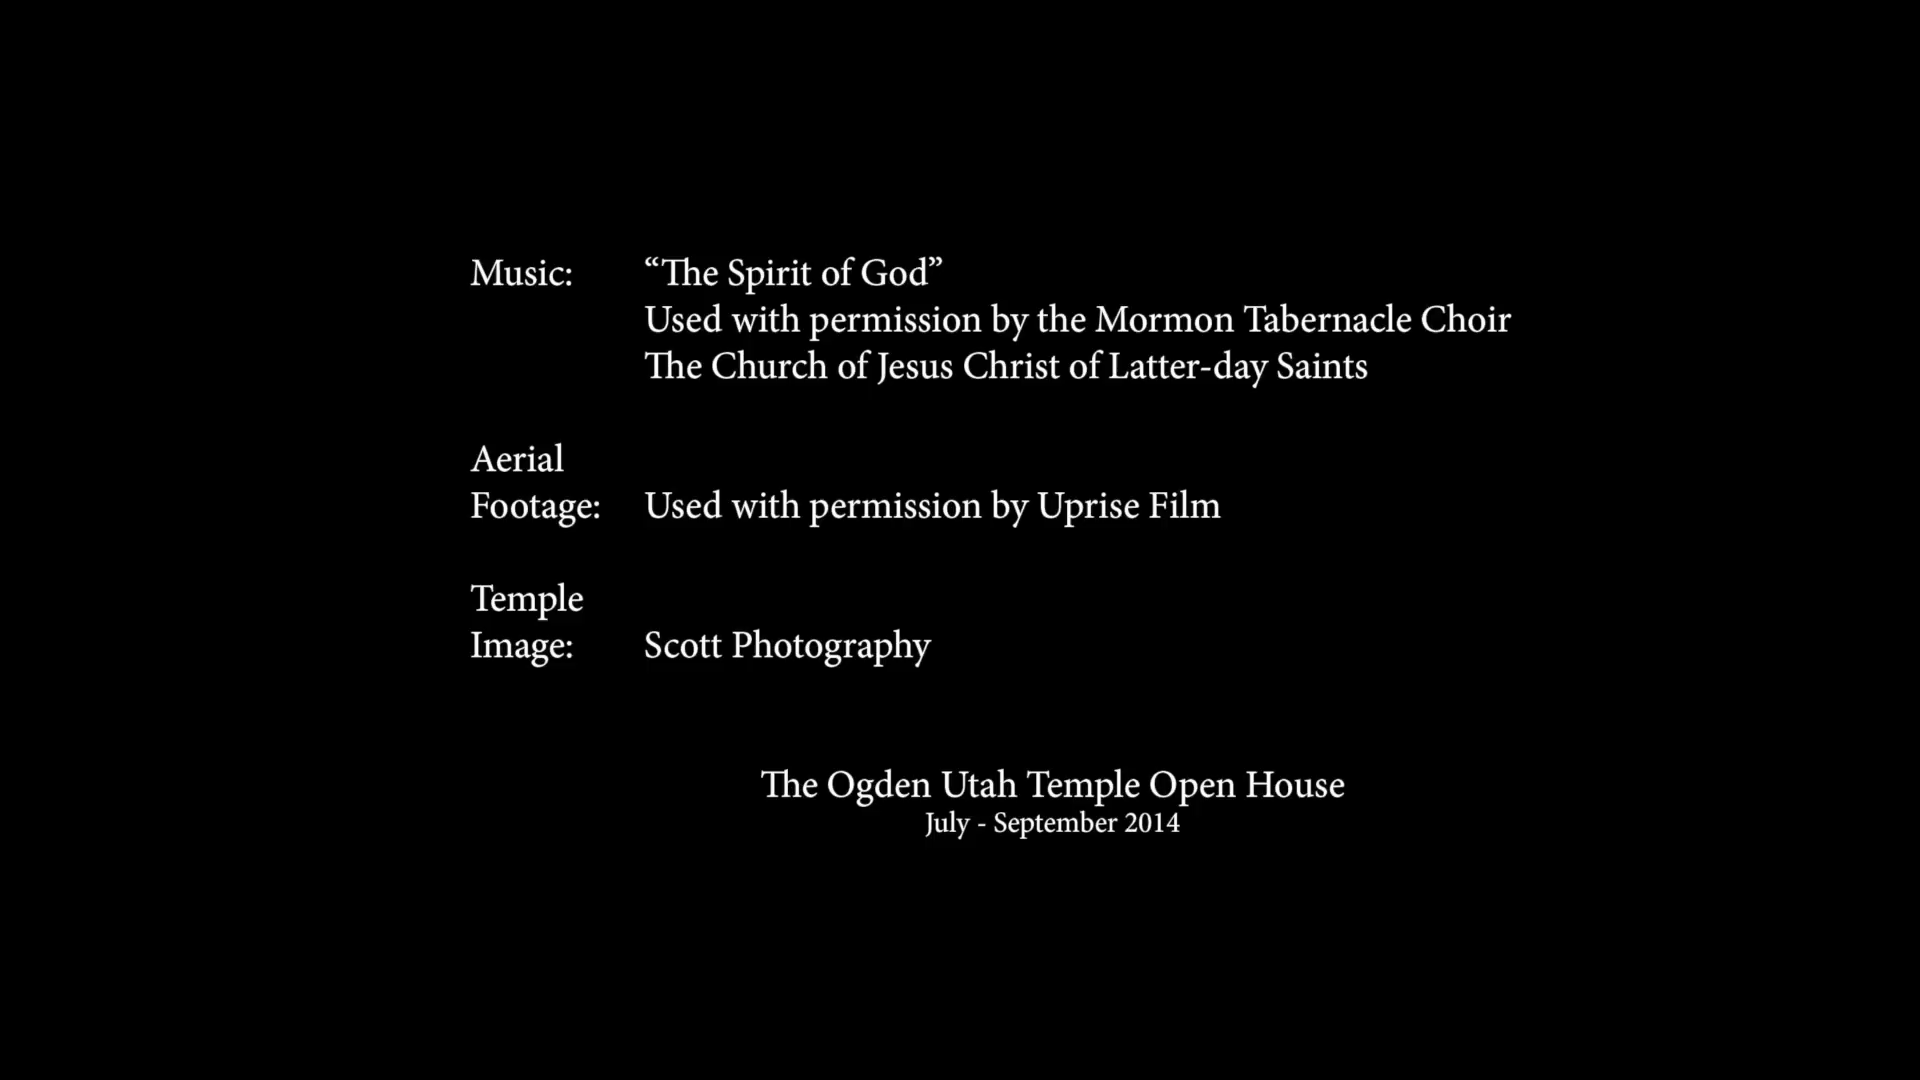 Music: “The Spirit of God”
Used with permission by the Mormon Tabernacle Choir
The Church of Jesus Christ of Latter-day Saints
Aerial
Footage: Used with permission by Uprise Film
Temple
Image: Scott Photography
The Ogden Utah Temple Open House
July - September 2014